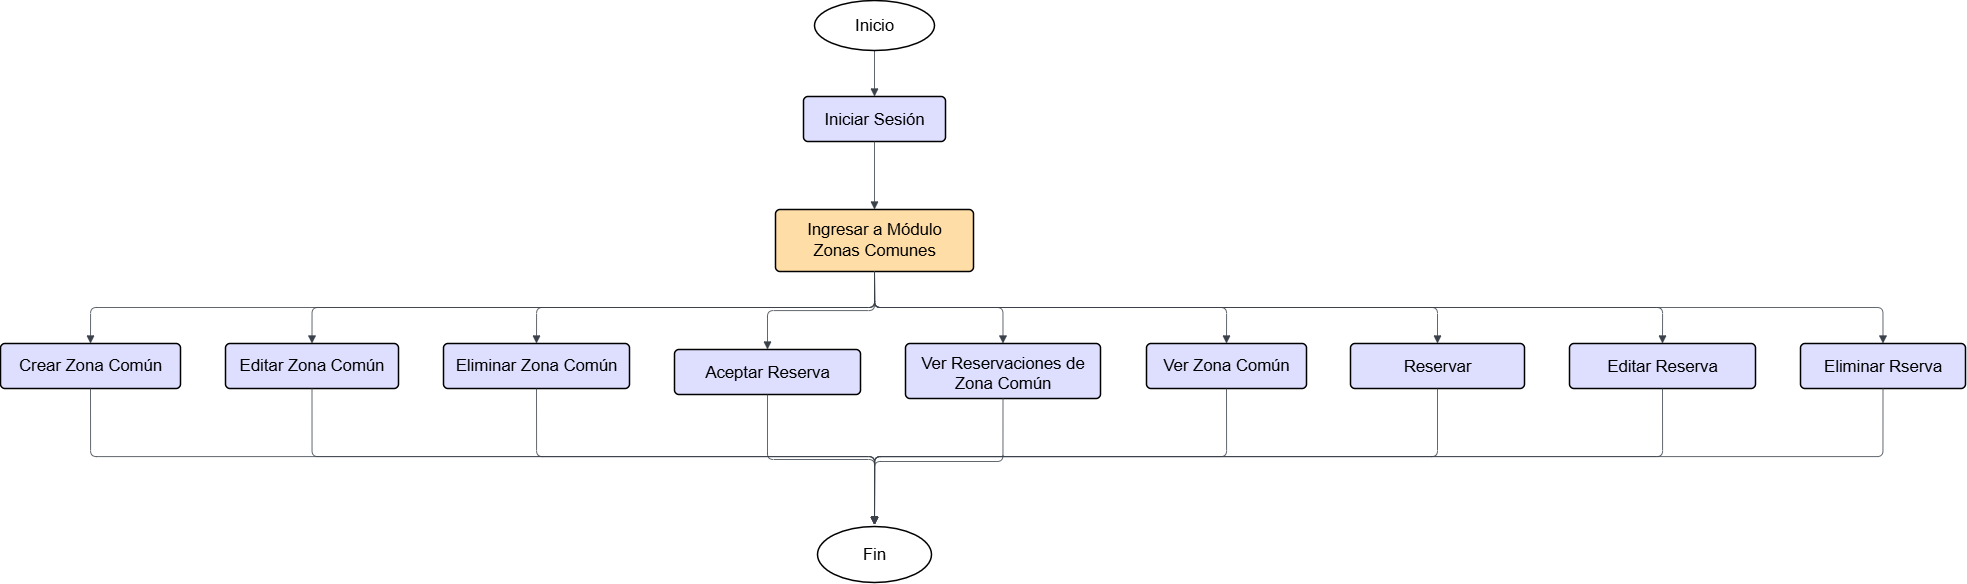 Inicio
Iniciar Sesión
Ingresar a Módulo
Zonas Comunes
Crear Zona Común
Editar Zona Común
Eliminar Zona Común
Aceptar Reserva
Ver Reservaciones de
Zona Común
Ver Zona Común
Reservar
Editar Reserva
Eliminar Rserva
Fin